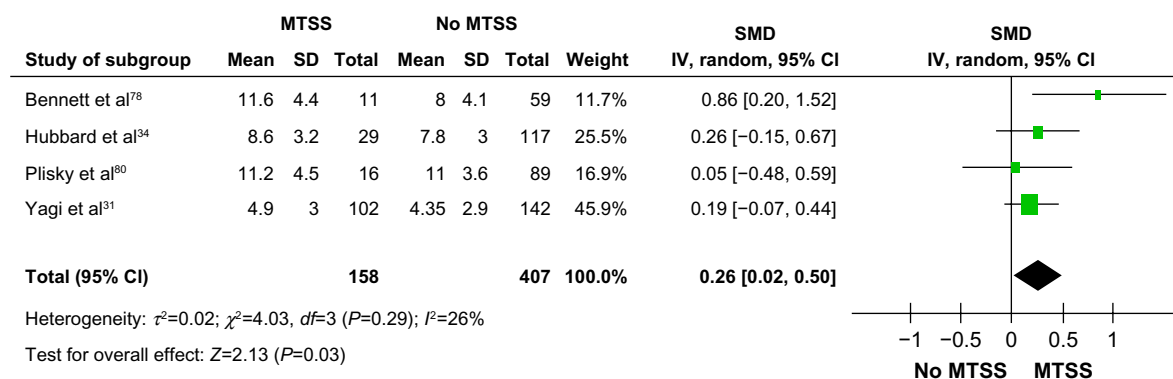 MTSS No MTSS SMD SMD
Study of subgroup Mean SD Total Mean SD Total Weight IV, random, 95% CI IV, random, 95% CI
Bennett et al⁷⁸ 11.6 4.4 11 8 4.1 59 11.7% 0.86 [0.20, 1.52]
Hubbard et al³⁴ 8.6 3.2 29 7.8 3 117 25.5% 0.26 [−0.15, 0.67]
Plisky et al⁸⁰ 11.2 4.5 16 11 3.6 89 16.9% 0.05 [−0.48, 0.59]
Yagi et al³¹ 4.9 3 102 4.35 2.9 142 45.9% 0.19 [−0.07, 0.44]
Total (95% CI) 158 407 100.0% 0.26 [0.02, 0.50]
Heterogeneity: τ²=0.02; χ²=4.03, df=3 (P=0.29); I²=26%
Test for overall effect: Z=2.13 (P=0.03)
−1 −0.5 0 0.5 1
No MTSS MTSS